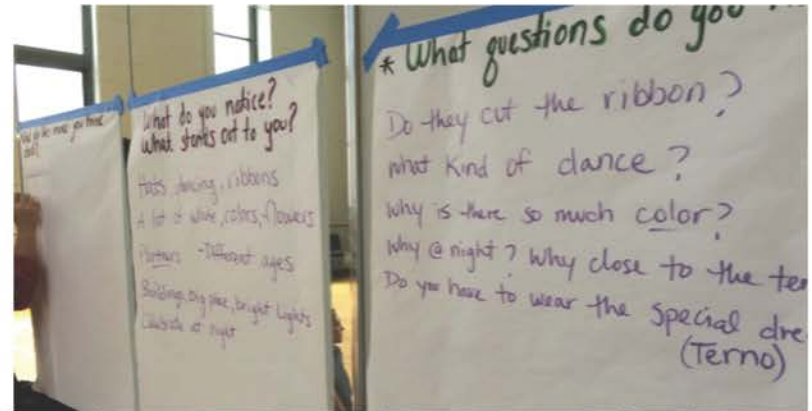 you
What do you notice?
What stands out to you?
Hats, dancing, ribbons
A lot of white, colors, flowers
Partners - Different ages
Buildings, big place, bright lights
Celebrate at night
* What questions do you
Do they cut the ribbon?
What kind of dance?
Why is there so much color?
Why @ night? Why close to the te
Do you have to wear the special dre
(Terno)